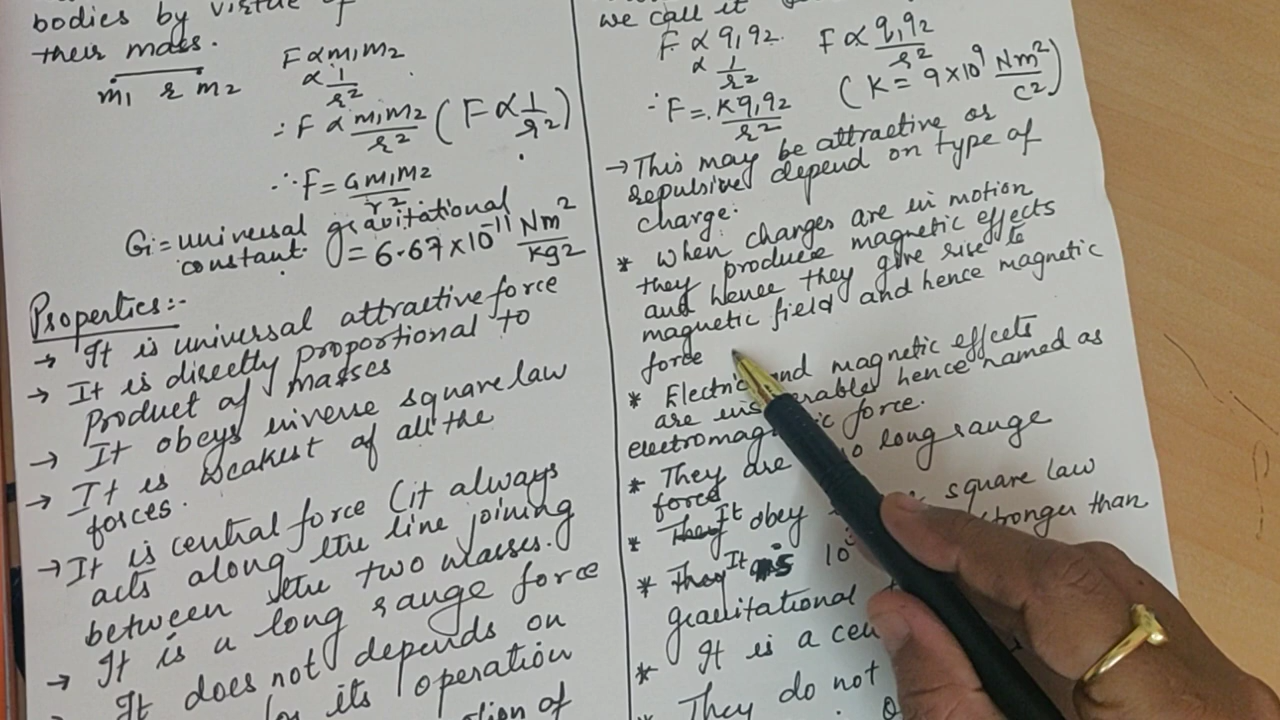 bodies by virtue of
their mass.
m1 r m2
F ∝ m1m2
∝ 1/r2
∴ F ∝ m1m2/r2 (F ∝ 1/r2)
∴ F = Gm1m2/r2
G = universal gravitational
constant = 6.67×10^-11 Nm2/kg2
Properties:-
→ It is universal attractive force
→ It is directly proportional to
Product of masses
→ It obeys inverse square law
→ It is weakest of all the
forces.
→ It is central force (it always
acts along the line joining
between the two masses.
→ It is a long range force
→ It does not depends on
its operation
we call it
F ∝ q1q2. F ∝ q1q2/r2
∝ 1/r2
∴ F = Kq1q2/r2 (K = 9×10^9 Nm2/C2)
→ This may be attractive or
repulsive depend on type of
charge.
* When charges are in motion
they produce magnetic effects
and hence they give rise to
magnetic field and hence magnetic
force
* Electric and magnetic effects
are hence named as
electromagnetic force.
* They are long range
force
* They It obey square law
* They It is 10 stronger than
gravitational
* It is a
They do not